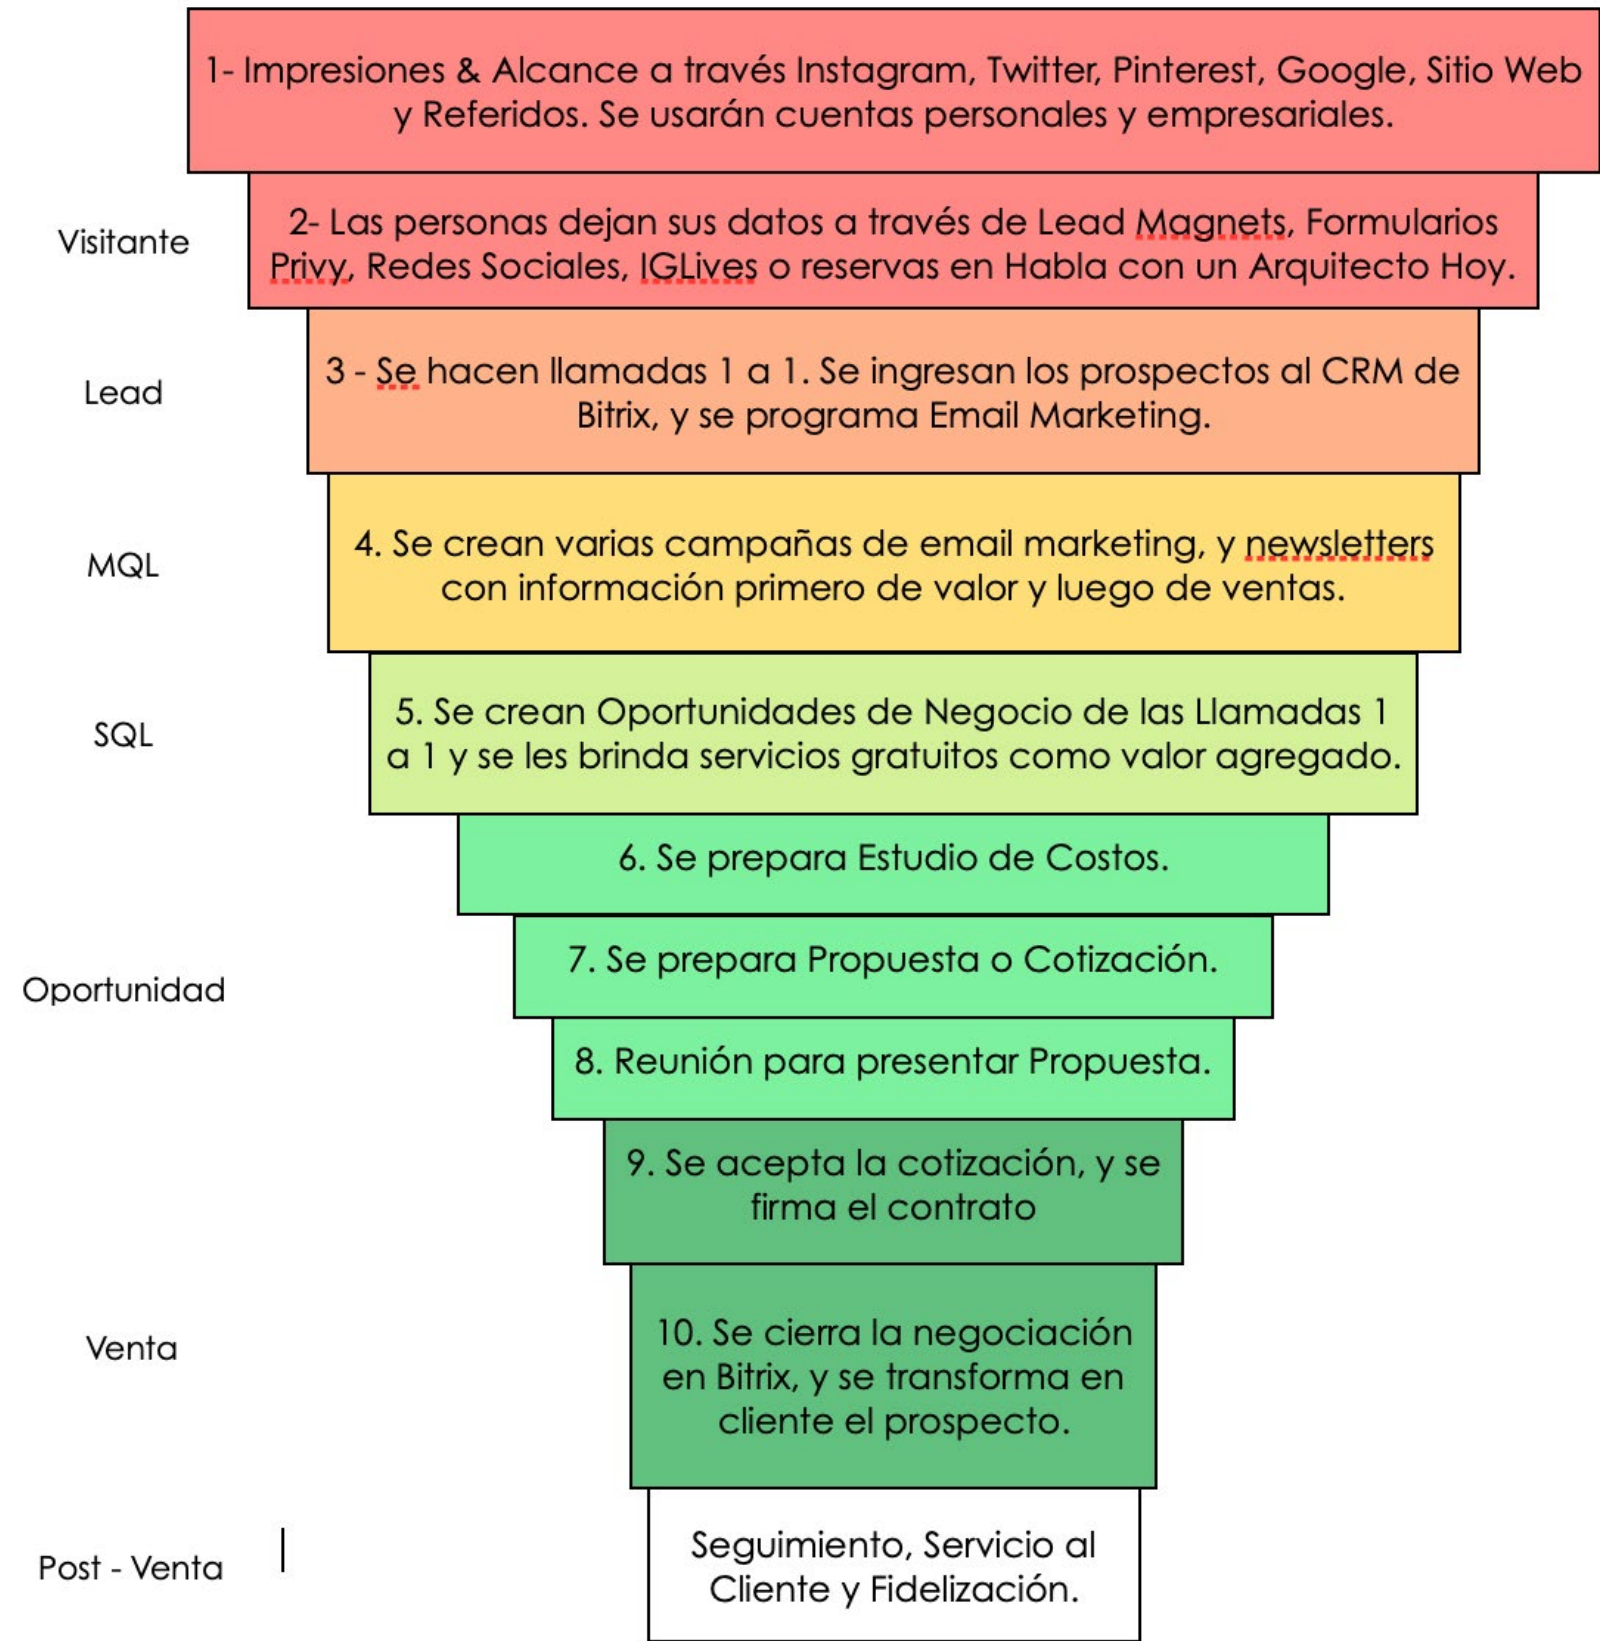 1- Impresiones & Alcance a través Instagram, Twitter, Pinterest, Google, Sitio Web
y Referidos. Se usarán cuentas personales y empresariales.
Visitante
2- Las personas dejan sus datos a través de Lead Magnets, Formularios
Privy, Redes Sociales, IGLives o reservas en Habla con un Arquitecto Hoy.
Lead
3 - Se hacen llamadas 1 a 1. Se ingresan los prospectos al CRM de
Bitrix, y se programa Email Marketing.
MQL
4. Se crean varias campañas de email marketing, y newsletters
con información primero de valor y luego de ventas.
SQL
5. Se crean Oportunidades de Negocio de las Llamadas 1
a 1 y se les brinda servicios gratuitos como valor agregado.
6. Se prepara Estudio de Costos.
Oportunidad
7. Se prepara Propuesta o Cotización.
8. Reunión para presentar Propuesta.
9. Se acepta la cotización, y se
firma el contrato
Venta
10. Se cierra la negociación
en Bitrix, y se transforma en
cliente el prospecto.
Post - Venta
Seguimiento, Servicio al
Cliente y Fidelización.